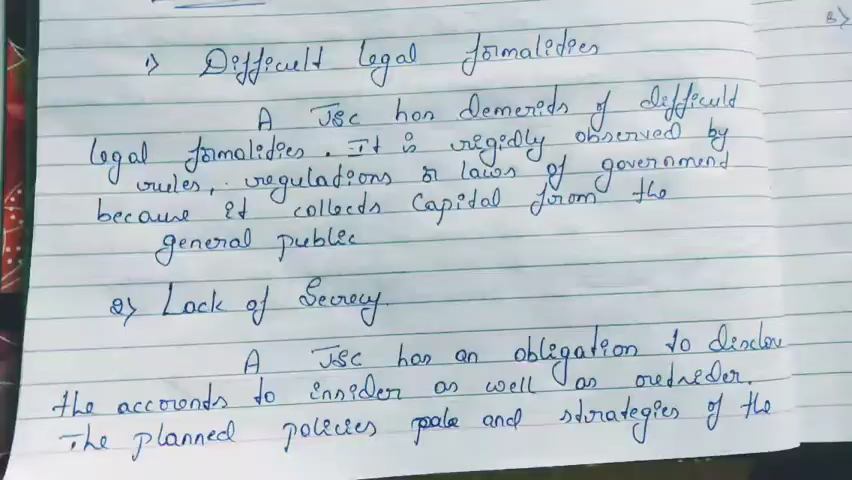 1) Difficult legal formalities
A JSC has demerits of difficult
legal formalities. It is regidly observed by
rules, regulations or laws of government
because it collects capital from the
general public
2) Lack of Secrecy.
A JSC has an obligation to disclou
the accounts to insider as well as outsider.
The planned policies and strategies of the